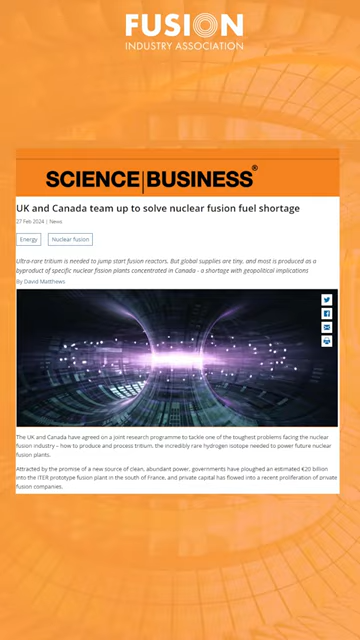 FUSION
INDUSTRY ASSOCIATION
SCIENCE|BUSINESS®
UK and Canada team up to solve nuclear fusion fuel shortage
27 Feb 2024 | News
Energy
Nuclear fusion
Ultra-rare tritium is needed to jump start fusion reactors. But global supplies are tiny, and most is produced as a
byproduct of specific nuclear fission plants concentrated in Canada - a shortage with geopolitical implications
By David Matthews
The UK and Canada have agreed on a joint research programme to tackle one of the toughest problems facing the nuclear
fusion industry – how to produce and process tritium, the incredibly rare hydrogen isotope needed to power future nuclear
fusion plants.
Attracted by the promise of a new source of clean, abundant power, governments have ploughed an estimated €20 billion
into the ITER prototype fusion plant in the south of France, and private capital has flowed into a recent proliferation of private
fusion companies.